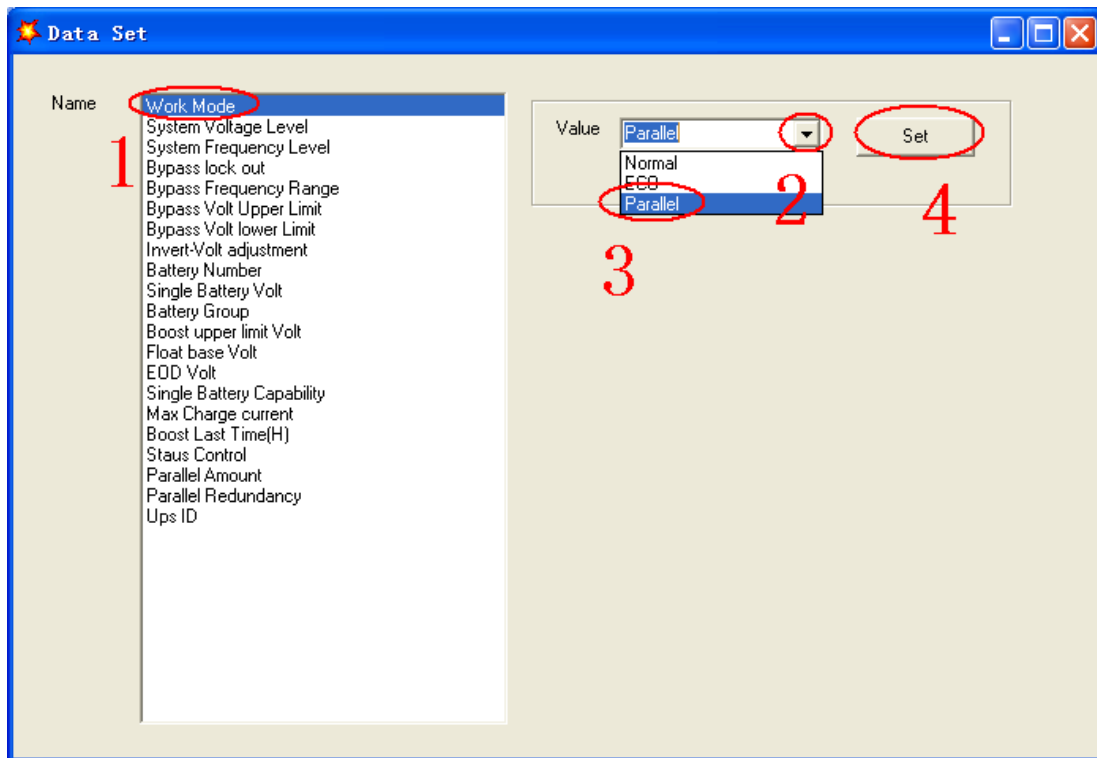 Data Set
Name
Work Mode
System Voltage Level
System Frequency Level
Bypass lock out
Bypass Frequency Range
Bypass Volt Upper Limit
Bypass Volt lower Limit
Invert-Volt adjustment
Battery Number
Single Battery Volt
Battery Group
Boost upper limit Volt
Float base Volt
EOD Volt
Single Battery Capability
Max Charge current
Boost Last Time(H)
Staus Control
Parallel Amount
Parallel Redundancy
Ups ID
1
Value
Parallel
Normal
ECO
Parallel
Set
2
3
4